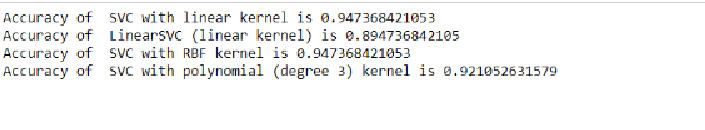 Accuracy of  SVC with linear kernel is 0.947368421053
Accuracy of  LinearSVC (linear kernel) is 0.894736842105
Accuracy of  SVC with RBF kernel is 0.947368421053
Accuracy of  SVC with polynomial (degree 3) kernel is 0.921052631579